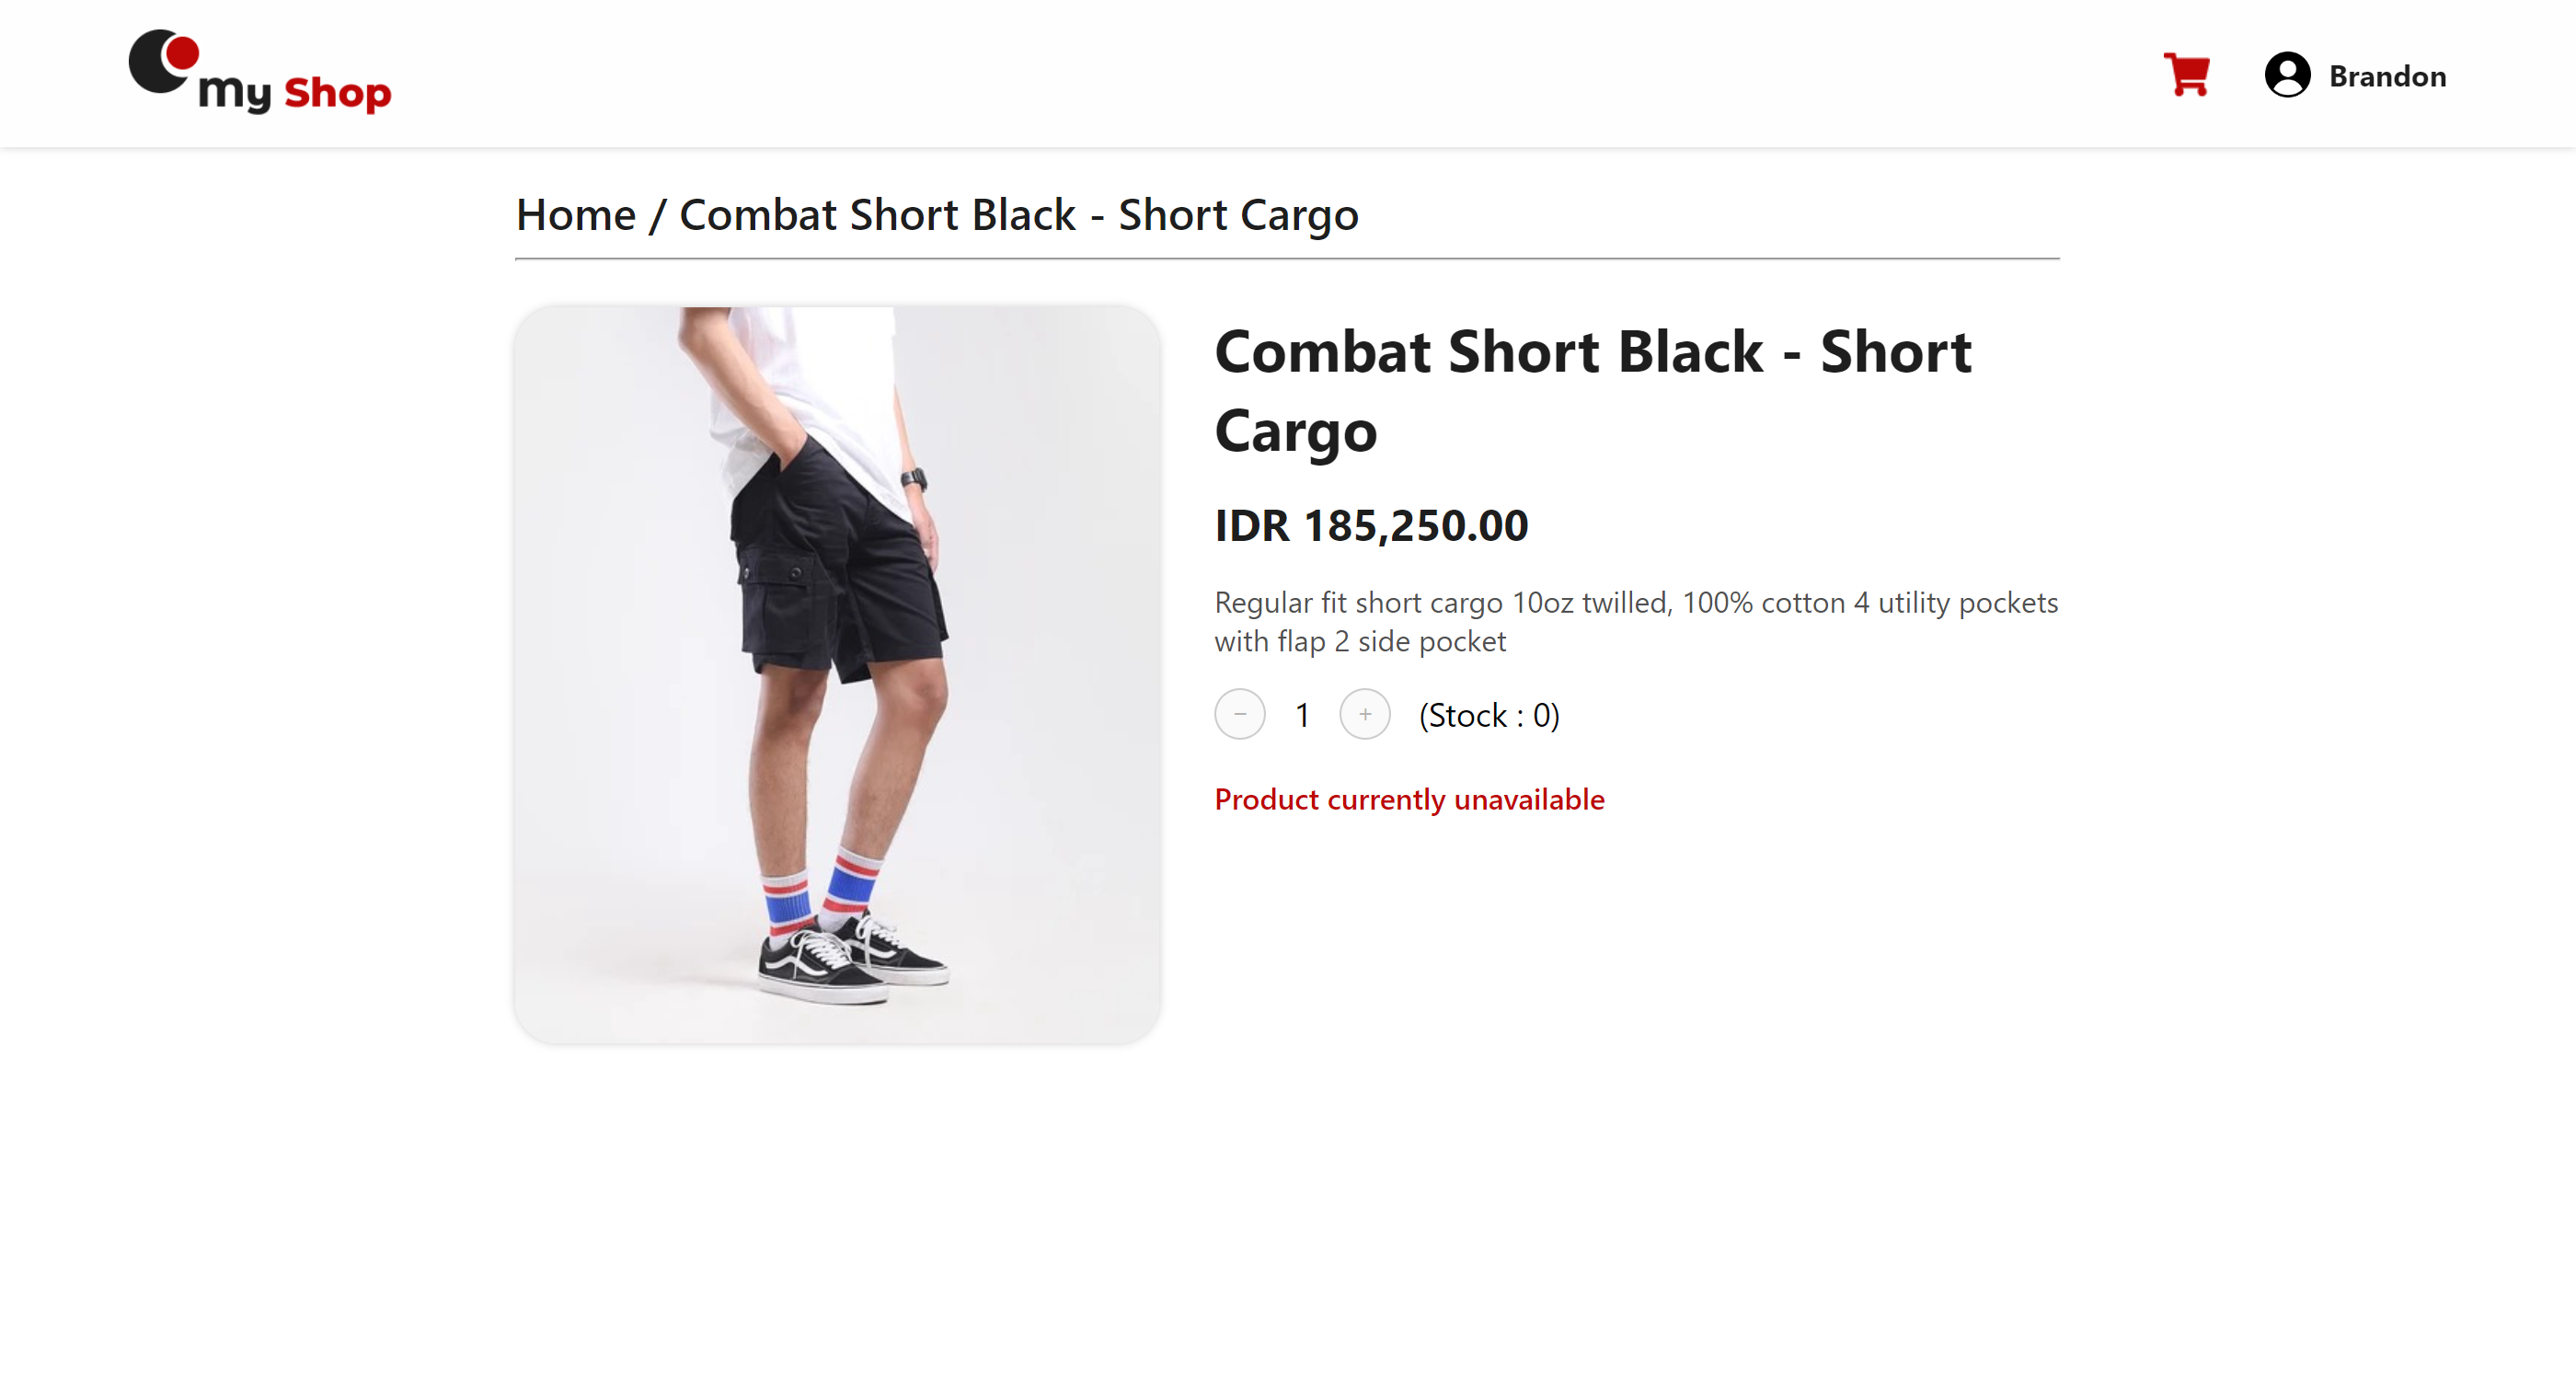 My Shop
Brandon
Home / Combat Short Black - Short Cargo
Combat Short Black - Short
Cargo
IDR 185,250.00
Regular fit short cargo 10oz twilled, 100% cotton 4 utility pockets
with flap 2 side pocket
− 1 + (Stock : 0)
Product currently unavailable